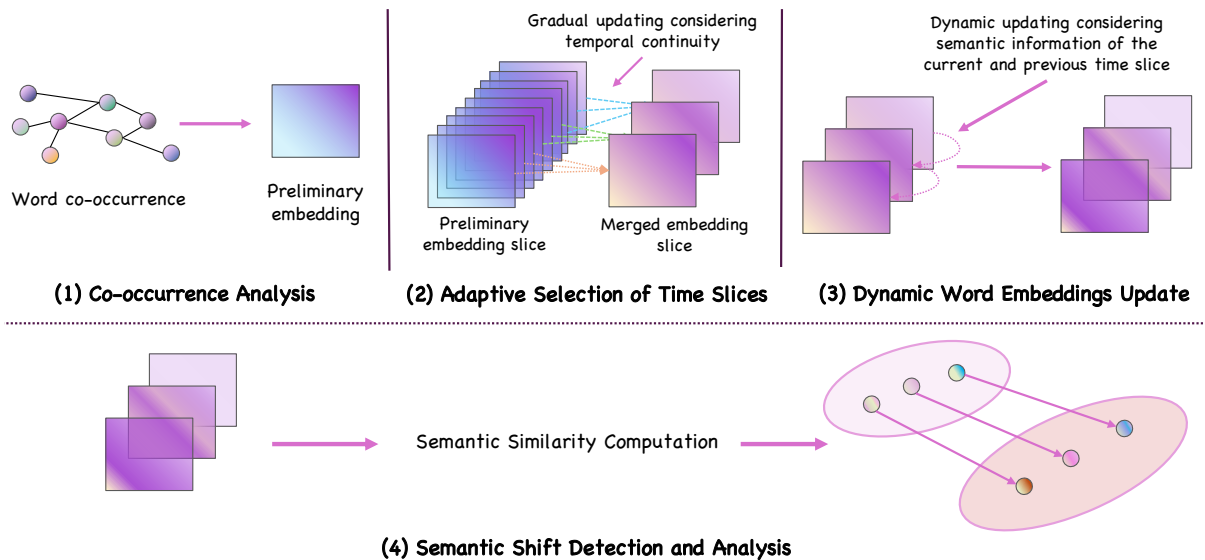 Word co-occurrence
Preliminary
embedding
(1) Co-occurrence Analysis
Gradual updating considering
temporal continuity
Preliminary
embedding slice
Merged embedding
slice
(2) Adaptive Selection of Time Slices
Dynamic updating considering
semantic information of the
current and previous time slice
(3) Dynamic Word Embeddings Update
Semantic Similarity Computation
(4) Semantic Shift Detection and Analysis